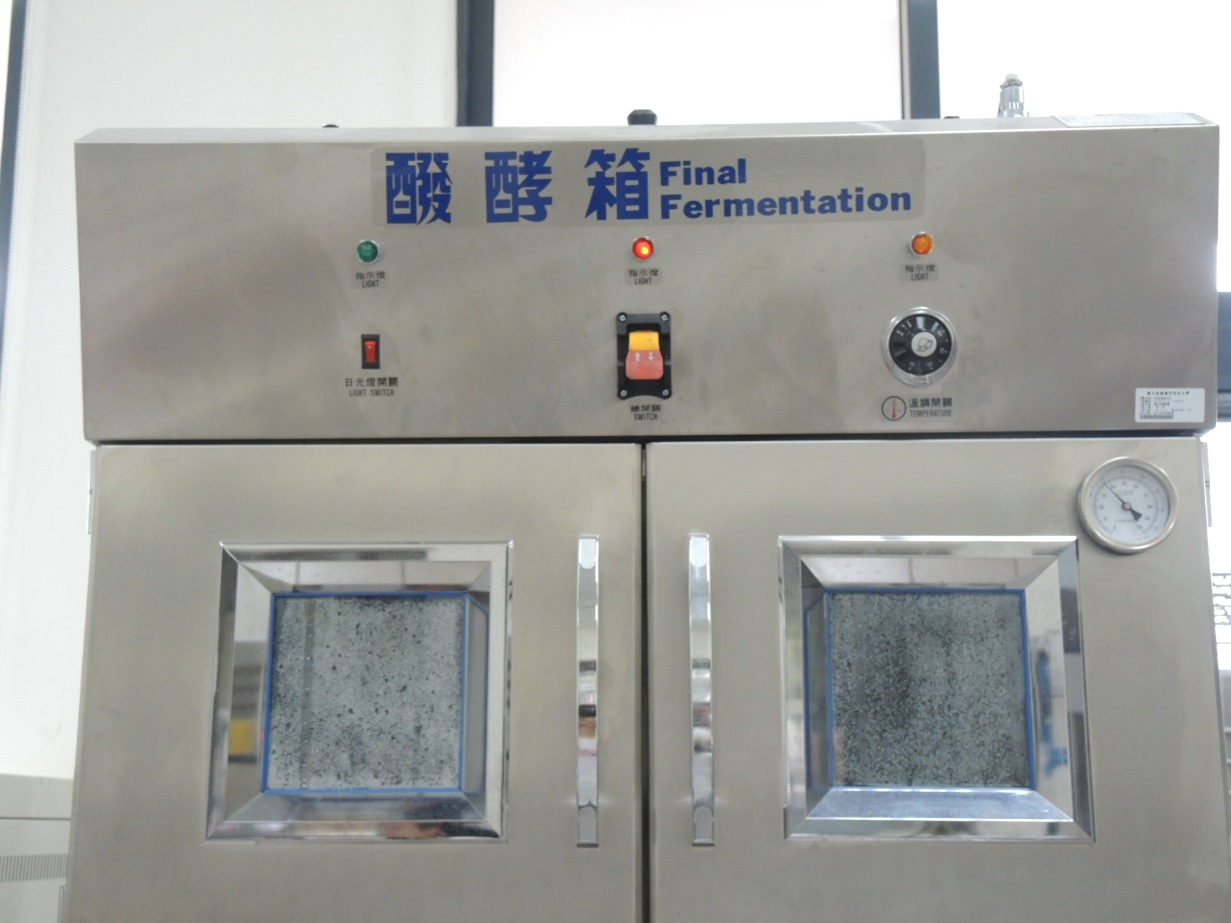 醱酵箱
Final
Fermentation
指示燈
LIGHT
指示燈
LIGHT
指示燈
LIGHT
日光燈開關
LIGHT SWITCH
總開關
SWITCH
溫調開關
TEMPERATURE